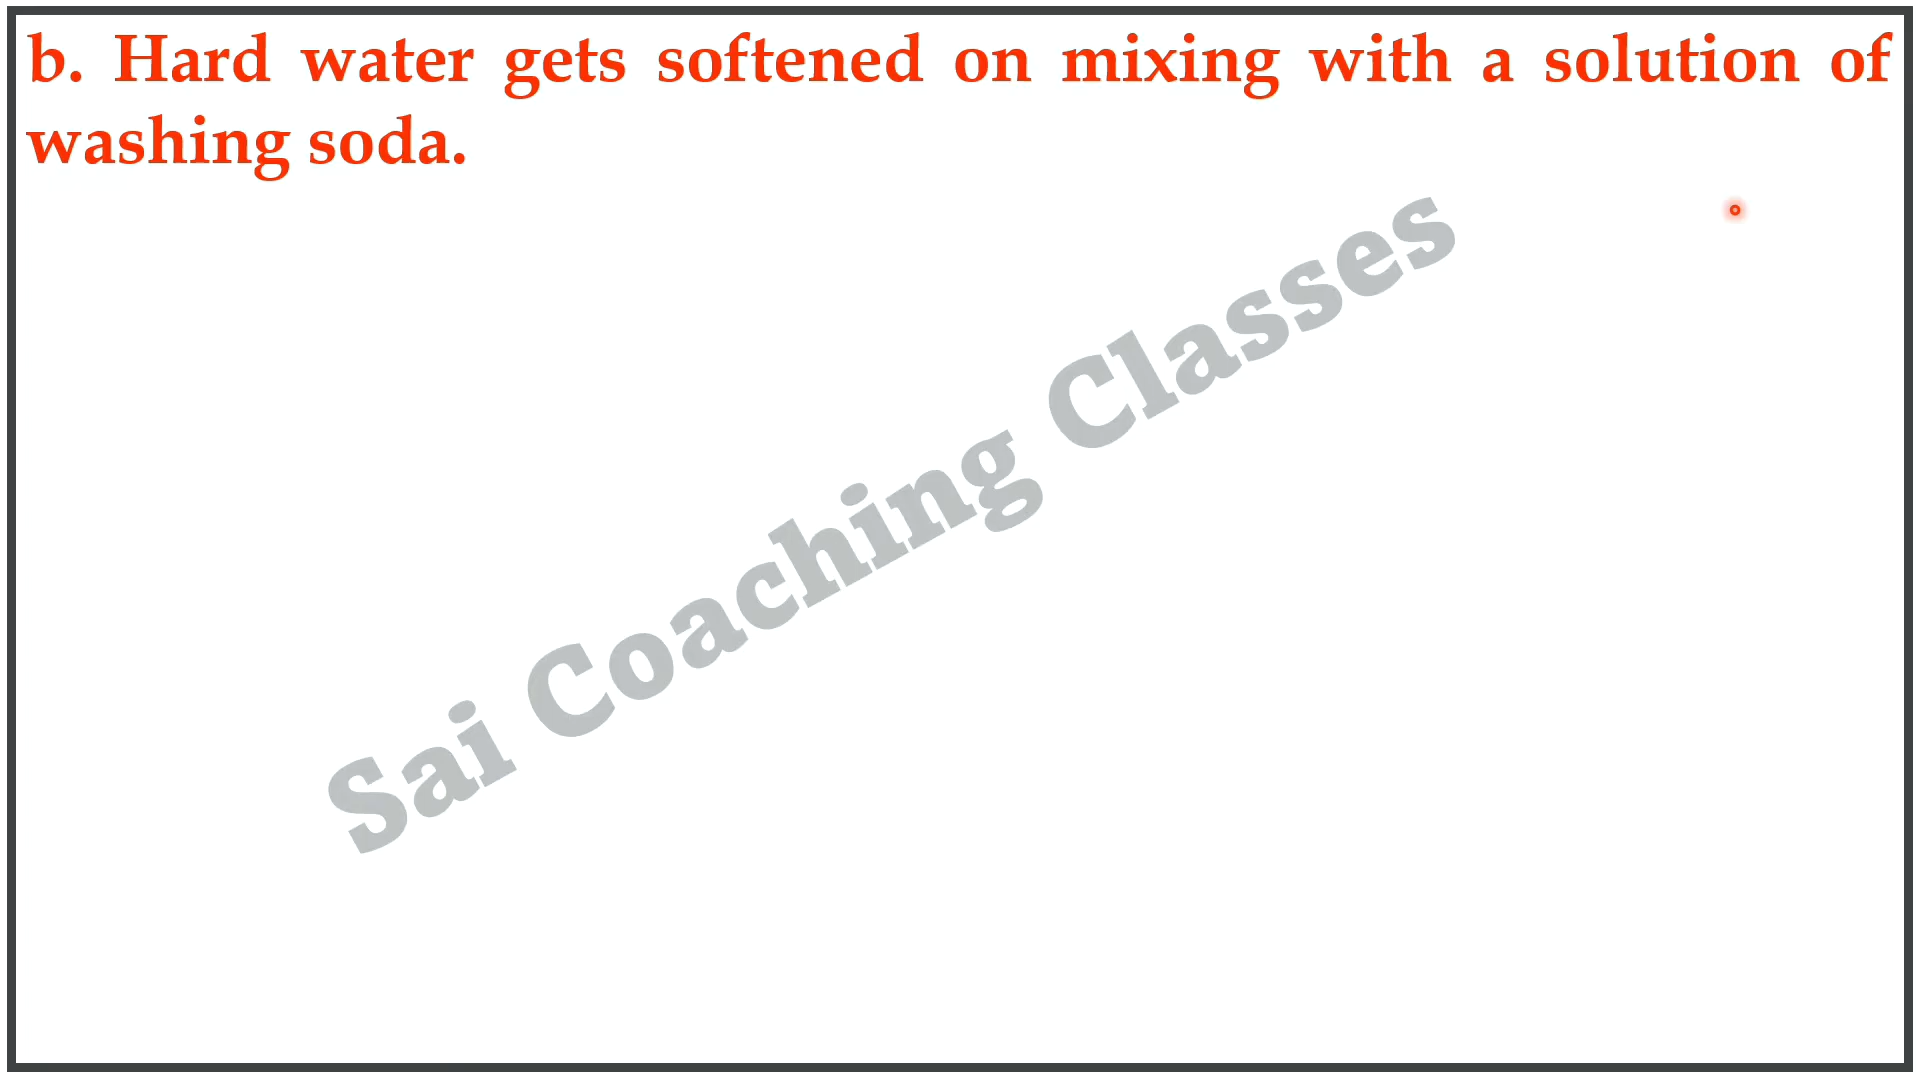 b. Hard water gets softened on mixing with a solution of
washing soda.
Sai Coaching Classes